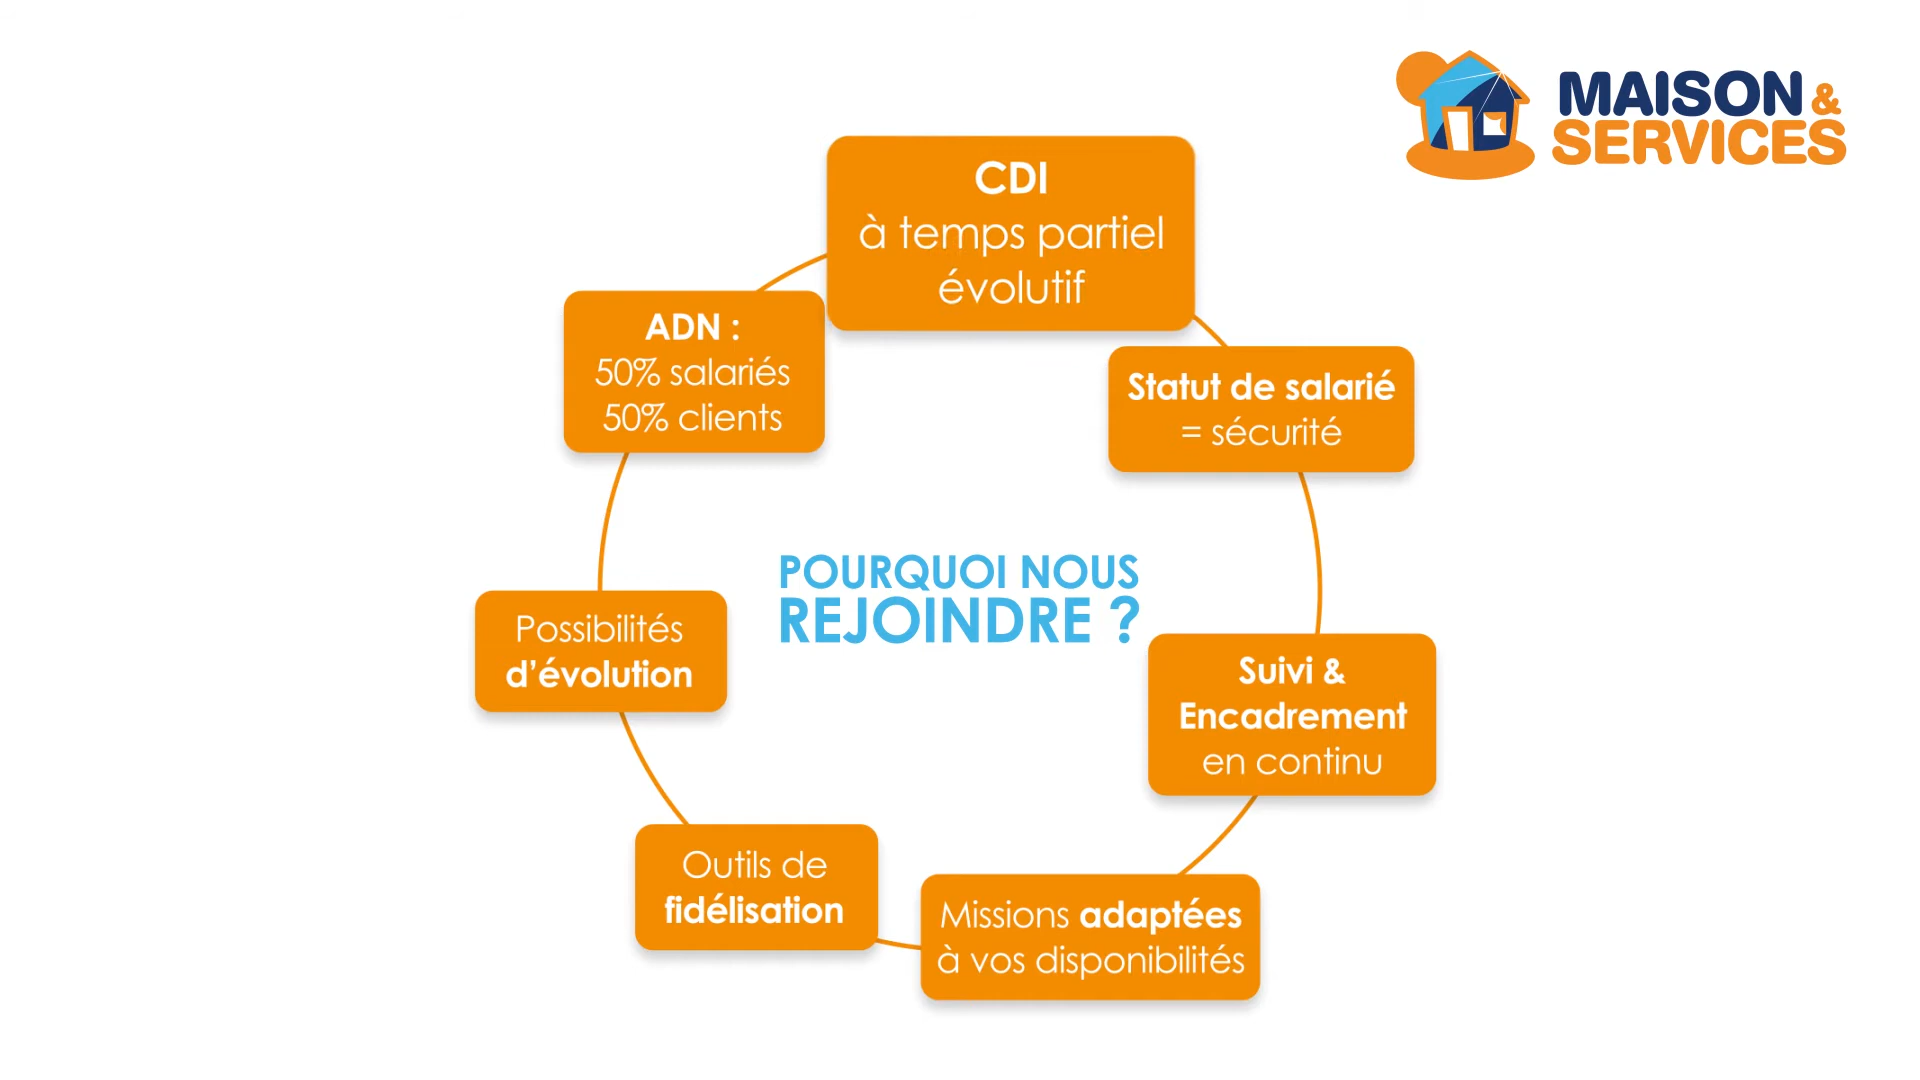 MAISON &
SERVICES
CDI
à temps partiel
évolutif
Statut de salarié
= sécurité
Suivi &
Encadrement
en continu
Missions adaptées
à vos disponibilités
Outils de
fidélisation
Possibilités
d'évolution
ADN :
50% salariés
50% clients
POURQUOI NOUS
REJOINDRE ?